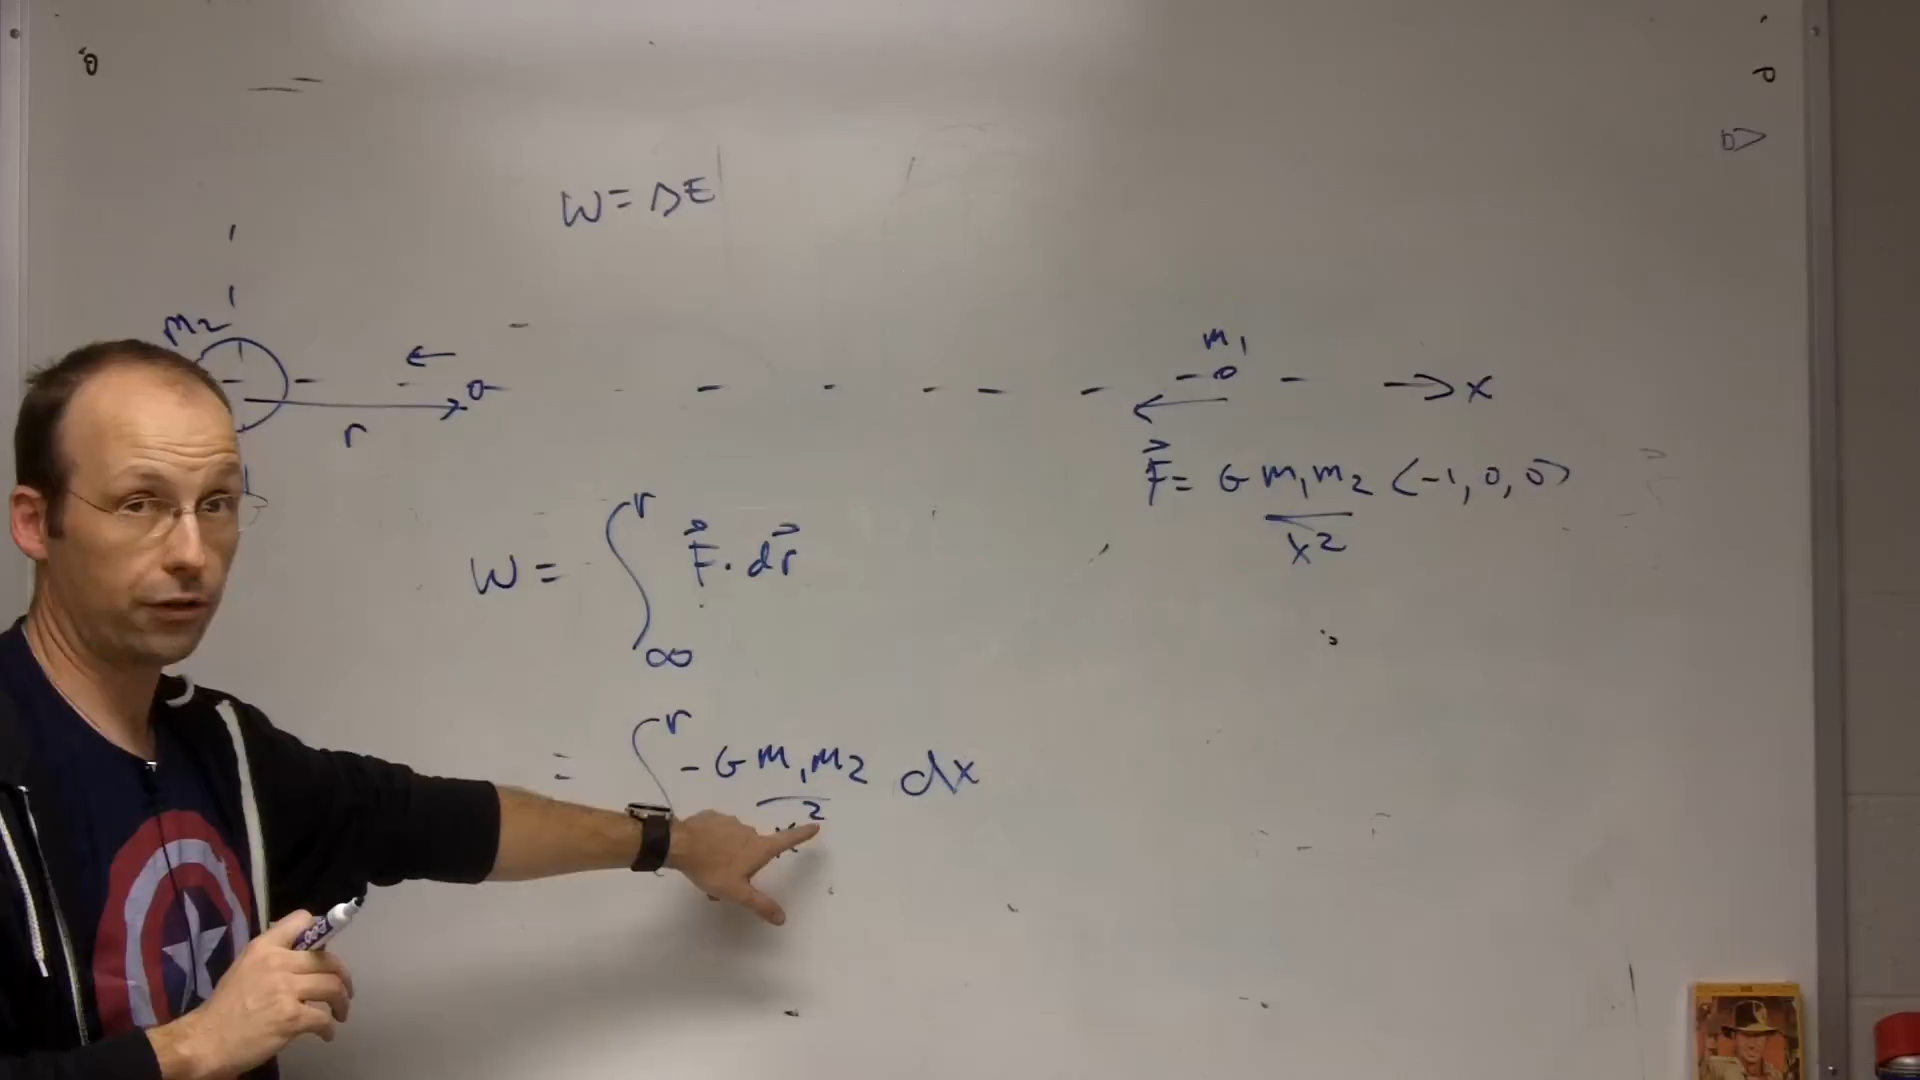 W = ΔE
m₂
m₁
x
r
F⃗ = G m₁m₂/x² <-1, 0, 0>
W = ∫_∞^r F⃗ · dr⃗
= ∫^r -G m₁m₂/x² dx